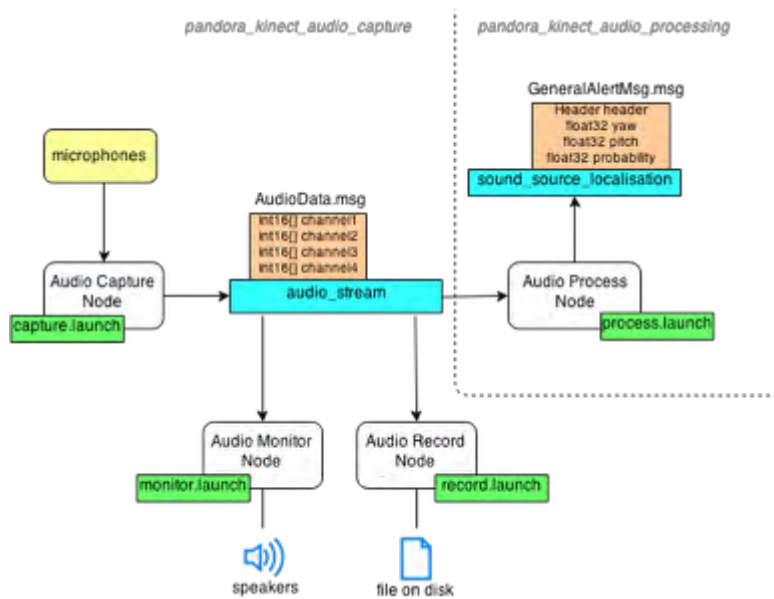 pandora_kinect_audio_capture
pandora_kinect_audio_processing
GeneralAlertMsg.msg
Header header
float32 yaw
float32 pitch
float32 probability
sound_source_localisation
microphones
AudioData.msg
int16[] channel1
int16[] channel2
int16[] channel3
int16[] channel4
audio_stream
Audio Capture
Node
capture.launch
Audio Process
Node
process.launch
Audio Monitor
Node
monitor.launch
Audio Record
Node
record.launch
speakers
file on disk